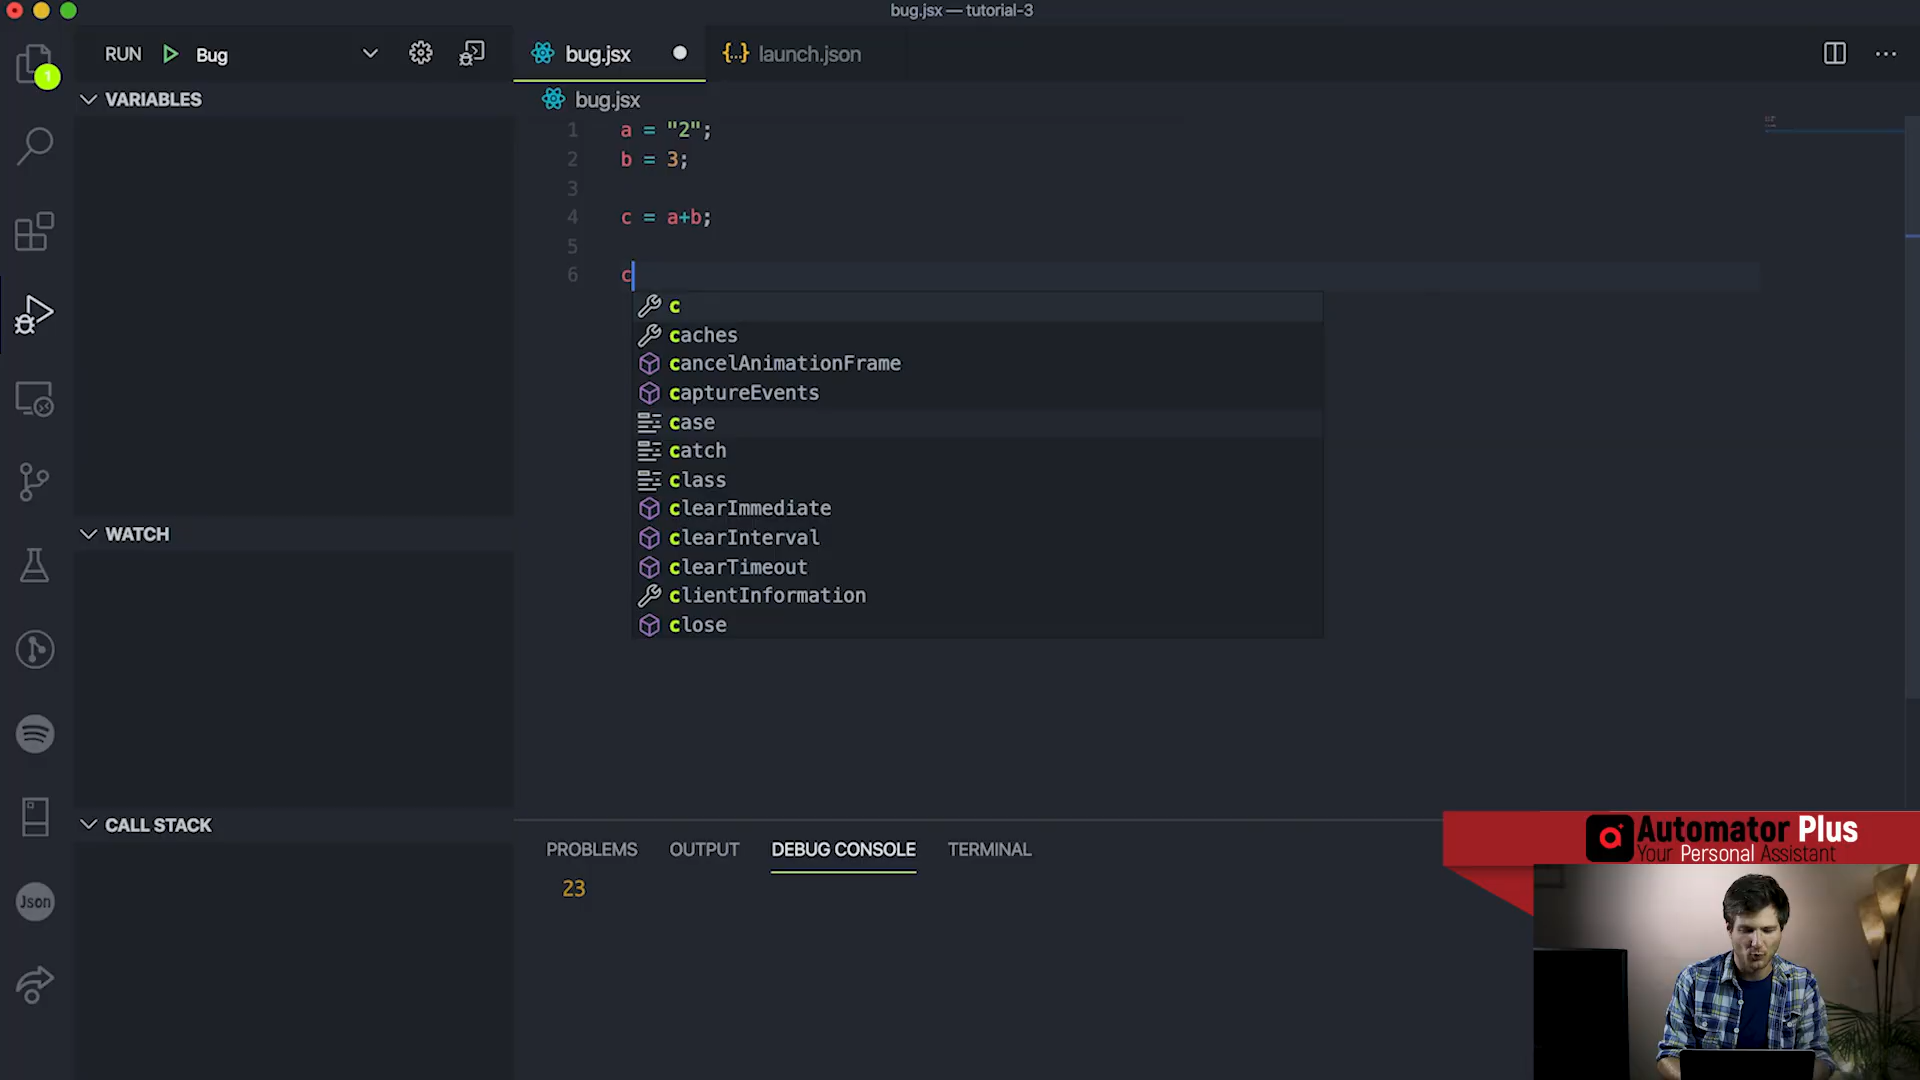 bug.jsx — tutorial-3
RUN Bug
bug.jsx
launch.json
1
VARIABLES
bug.jsx
1 a = "2";
2 b = 3;
3
4 c = a+b;
5
6 c
c
caches
cancelAnimationFrame
captureEvents
case
catch
class
clearImmediate
clearInterval
clearTimeout
clientInformation
close
WATCH
CALL STACK
PROBLEMS OUTPUT DEBUG CONSOLE TERMINAL
23
Json
Automator Plus
Your Personal Assistant